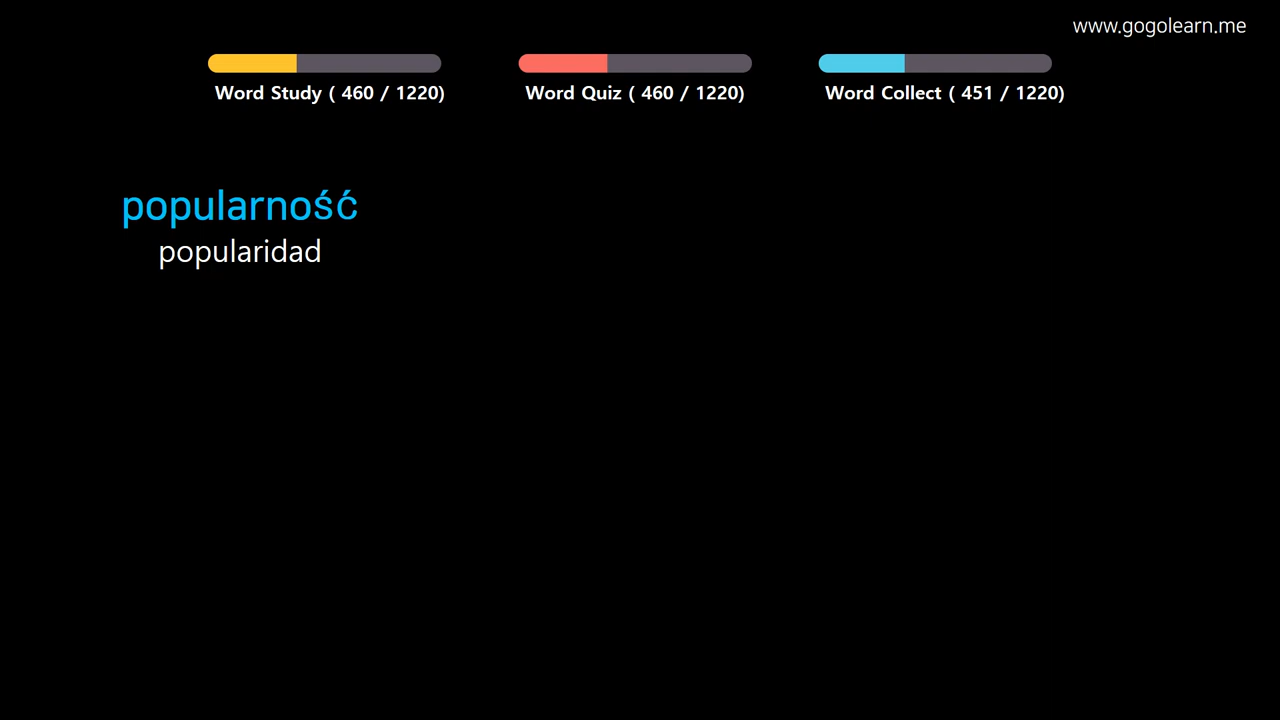 www.gogolearn.me
Word Study ( 460 / 1220)
Word Quiz ( 460 / 1220)
Word Collect ( 451 / 1220)
popularność
popularidad